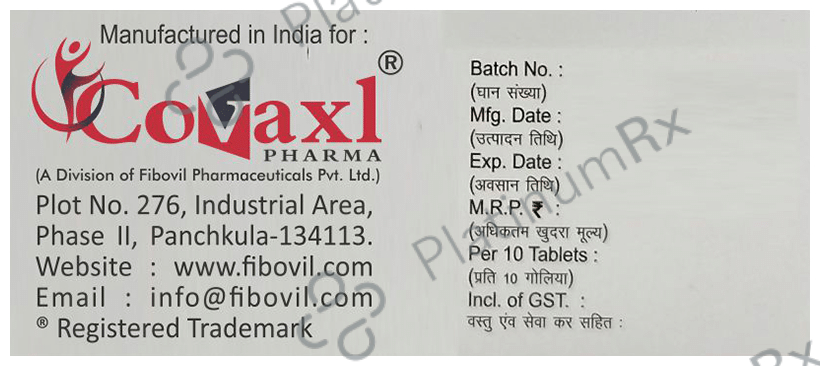 Manufactured in India for :
Covaxl®
PHARMA
(A Division of Fibovil Pharmaceuticals Pvt. Ltd.)
Plot No. 276, Industrial Area,
Phase II, Panchkula-134113.
Website : www.fibovil.com
Email : info@fibovil.com
® Registered Trademark
Batch No. :
(घान संख्या)
Mfg. Date :
(उत्पादन तिथि)
Exp. Date :
(अवसान तिथि)
M.R.P. ₹ :
(अधिकतम खुदरा मूल्य)
Per 10 Tablets :
(प्रति 10 गोलिया)
Incl. of GST. :
वस्तु एंव सेवा कर सहित :
PlatinumRx